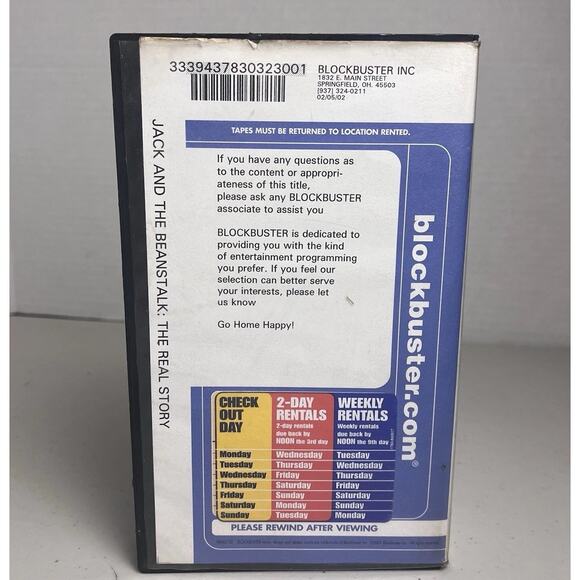 3339437830323001
BLOCKBUSTER INC
1832 E. MAIN STREET
SPRINGFIELD, OH. 45503
(937) 324-0211
02/05/02
JACK AND THE BEANSTALK: THE REAL STORY
TAPES MUST BE RETURNED TO LOCATION RENTED.
If you have any questions as
to the content or appropri-
ateness of this title,
please ask any BLOCKBUSTER
associate to assist you
BLOCKBUSTER is dedicated to
providing you with the kind
of entertainment programming
you prefer. If you feel our
selection can better serve
your interests, please let
us know
Go Home Happy!
blockbuster.com®
CHECK OUT DAY
2-DAY RENTALS
2-day rentals
due back by
NOON the 3rd day
WEEKLY RENTALS
Weekly rentals
due back by
NOON the 9th day
Monday Wednesday Tuesday
Tuesday Thursday Wednesday
Wednesday Friday Thursday
Thursday Saturday Friday
Friday Sunday Saturday
Saturday Monday Sunday
Sunday Tuesday Monday
PLEASE REWIND AFTER VIEWING